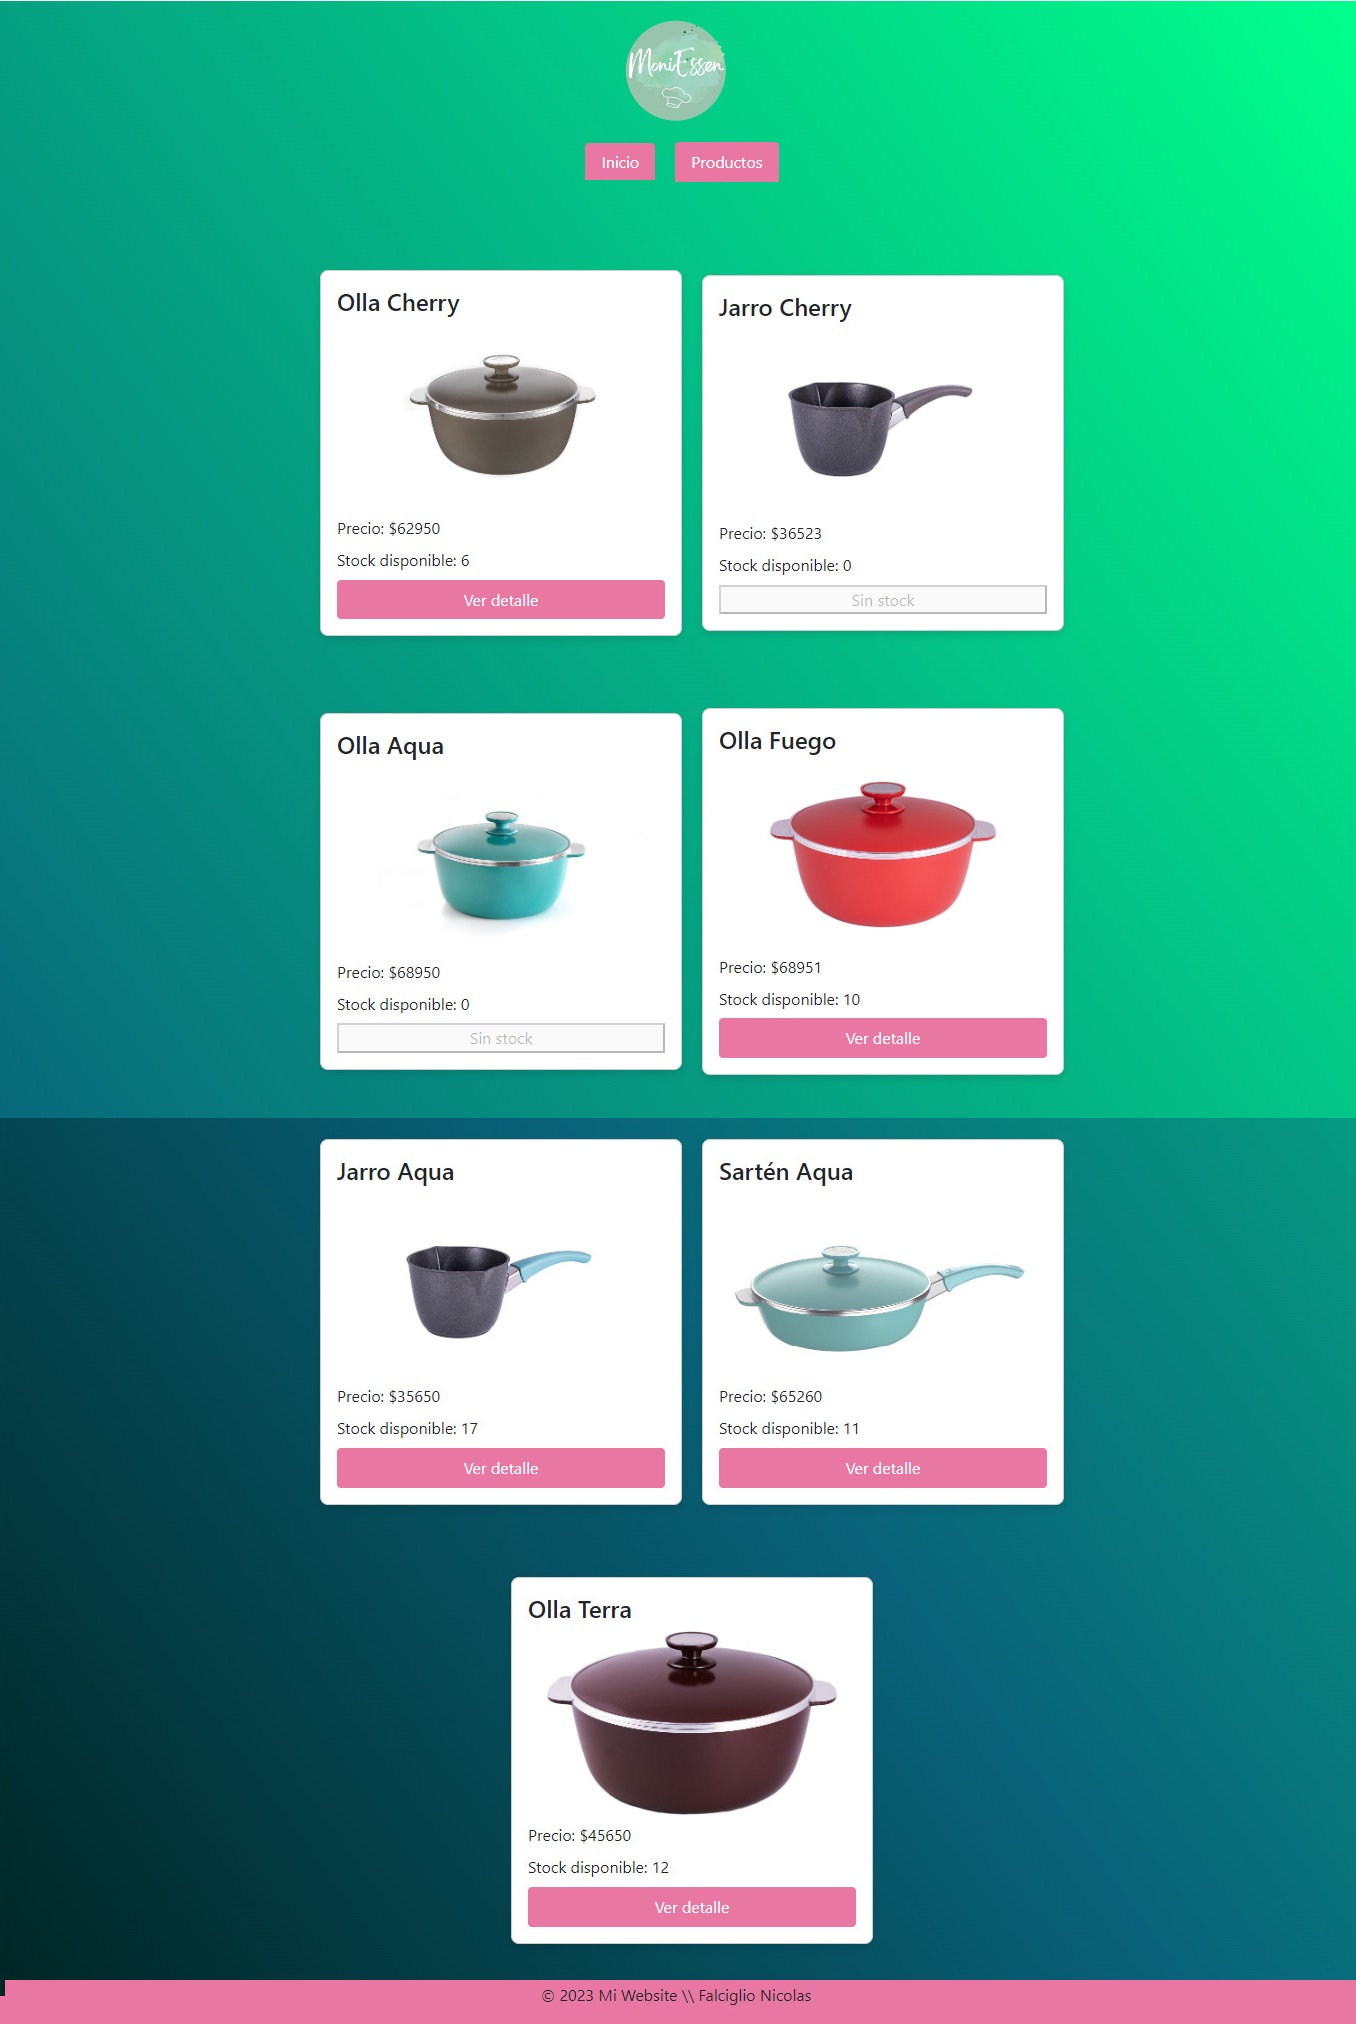 MoniEssen
Inicio
Productos
Olla Cherry
Precio: $62950
Stock disponible: 6
Ver detalle
Jarro Cherry
Precio: $36523
Stock disponible: 0
Sin stock
Olla Aqua
Precio: $68950
Stock disponible: 0
Sin stock
Olla Fuego
Precio: $68951
Stock disponible: 10
Ver detalle
Jarro Aqua
Precio: $35650
Stock disponible: 17
Ver detalle
Sartén Aqua
Precio: $65260
Stock disponible: 11
Ver detalle
Olla Terra
Precio: $45650
Stock disponible: 12
Ver detalle
© 2023 Mi Website \\ Falciglio Nicolas